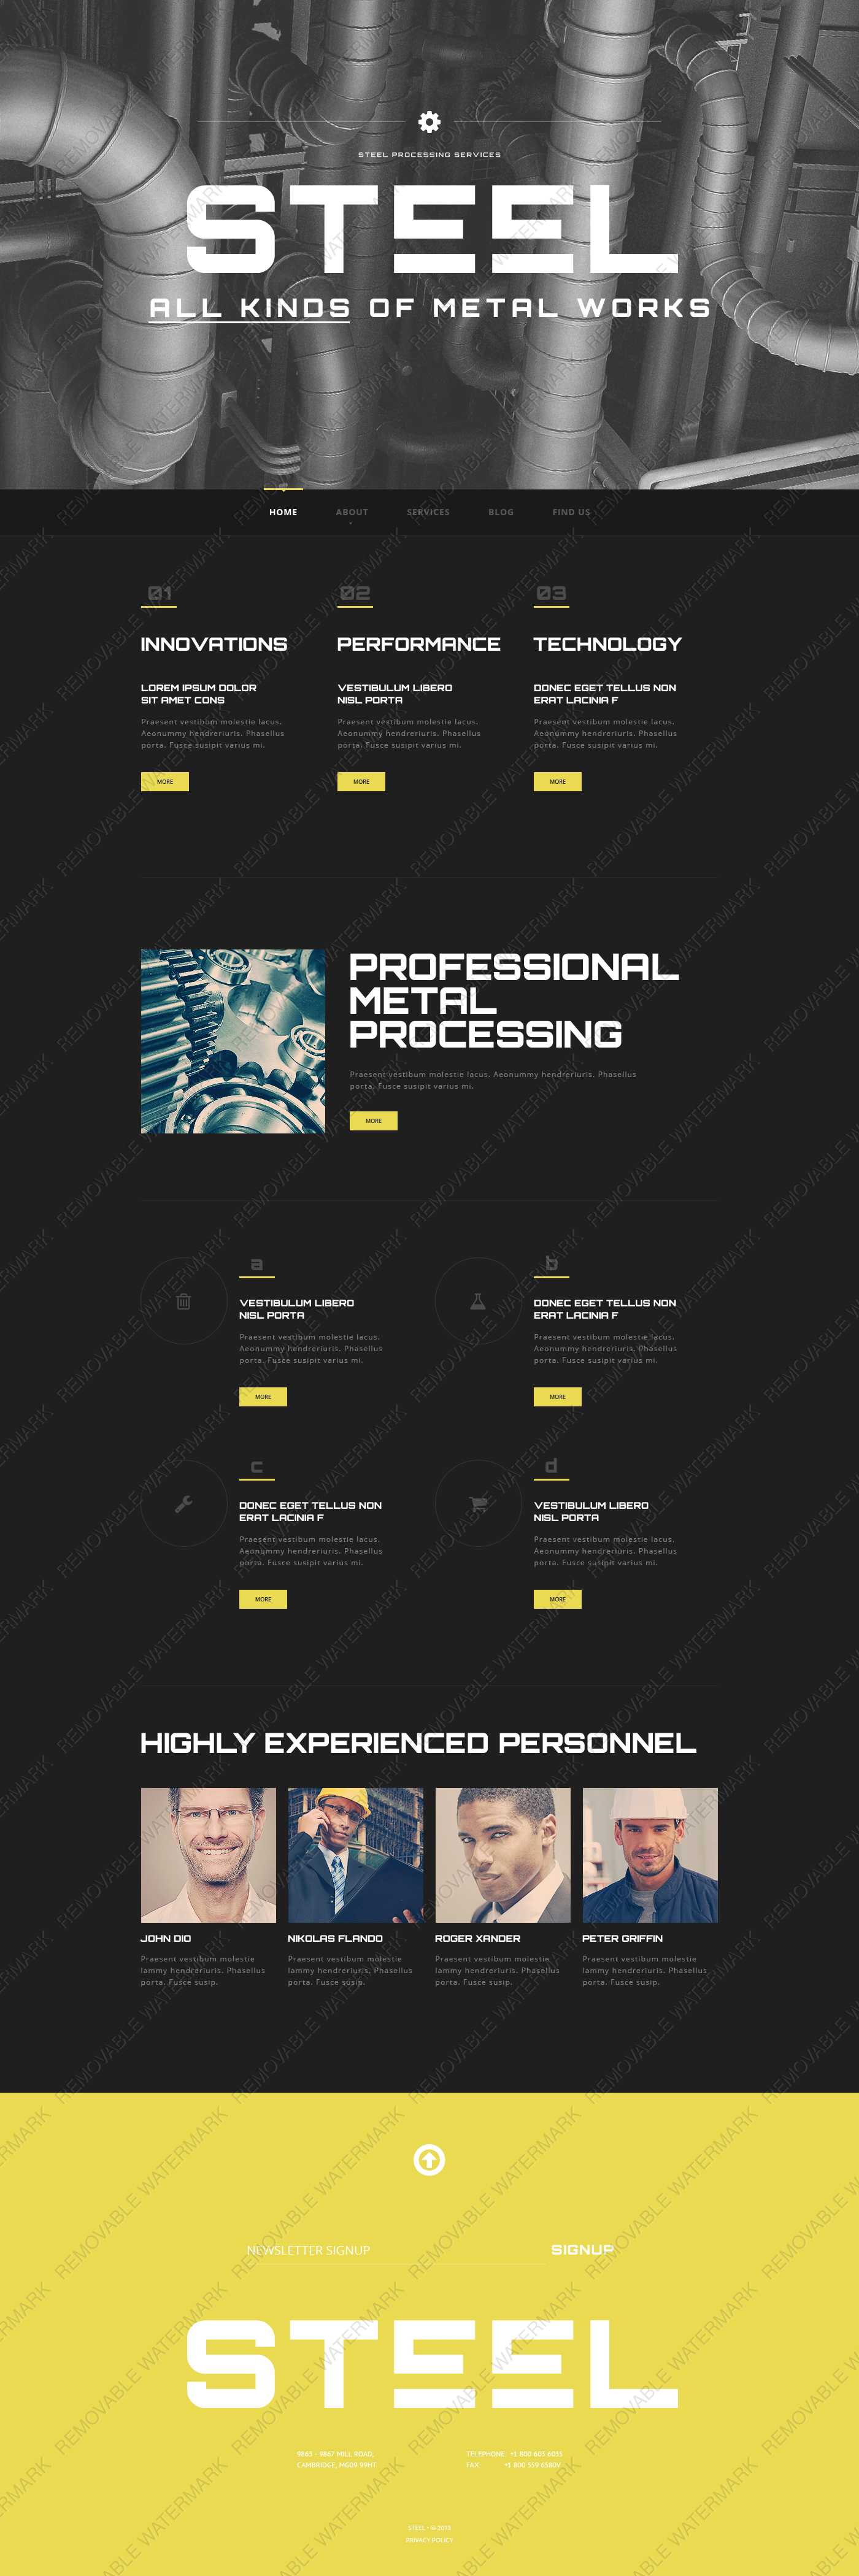 STEEL PROCESSING SERVICES
STEEL
ALL KINDS OF METAL WORKS
HOME ABOUT SERVICES BLOG FIND US
01
INNOVATIONS
LOREM IPSUM DOLOR
SIT AMET CONS
Praesent vestibum molestie lacus.
Aeonummy hendreriuris. Phasellus
porta. Fusce susipit varius mi.
MORE
02
PERFORMANCE
VESTIBULUM LIBERO
NISL PORTA
Praesent vestibum molestie lacus.
Aeonummy hendreriuris. Phasellus
porta. Fusce susipit varius mi.
MORE
03
TECHNOLOGY
DONEC EGET TELLUS NON
ERAT LACINIA F
Praesent vestibum molestie lacus.
Aeonummy hendreriuris. Phasellus
porta. Fusce susipit varius mi.
MORE
PROFESSIONAL
METAL
PROCESSING
Praesent vestibum molestie lacus. Aeonummy hendreriuris. Phasellus
porta. Fusce susipit varius mi.
MORE
a
VESTIBULUM LIBERO
NISL PORTA
Praesent vestibum molestie lacus.
Aeonummy hendreriuris. Phasellus
porta. Fusce susipit varius mi.
MORE
b
DONEC EGET TELLUS NON
ERAT LACINIA F
Praesent vestibum molestie lacus.
Aeonummy hendreriuris. Phasellus
porta. Fusce susipit varius mi.
MORE
c
DONEC EGET TELLUS NON
ERAT LACINIA F
Praesent vestibum molestie lacus.
Aeonummy hendreriuris. Phasellus
porta. Fusce susipit varius mi.
MORE
d
VESTIBULUM LIBERO
NISL PORTA
Praesent vestibum molestie lacus.
Aeonummy hendreriuris. Phasellus
porta. Fusce susipit varius mi.
MORE
HIGHLY EXPERIENCED PERSONNEL
JOHN DIO
Praesent vestibum molestie
lammy hendreriuris. Phasellus
porta. Fusce susip.
NIKOLAS FLANDO
Praesent vestibum molestie
lammy hendreriuris. Phasellus
porta. Fusce susip.
ROGER XANDER
Praesent vestibum molestie
lammy hendreriuris. Phasellus
porta. Fusce susip.
PETER GRIFFIN
Praesent vestibum molestie
lammy hendreriuris. Phasellus
porta. Fusce susip.
NEWSLETTER SIGNUP SIGNUP
STEEL
9863 - 9867 MILL ROAD,
CAMBRIDGE, MG09 99HT
TELEPHONE: +1 800 603 6035
FAX: +1 800 559 6580
STEEL • © 2015
PRIVACY POLICY
REMOVABLE WATERMARK